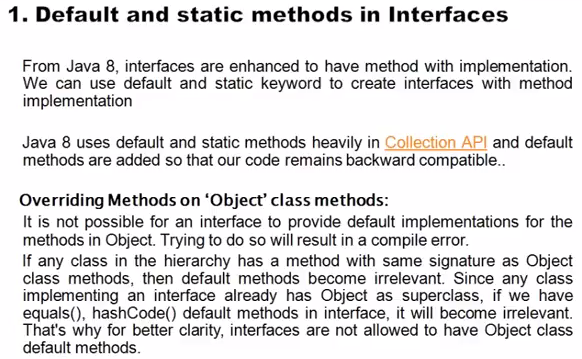 1. Default and static methods in Interfaces
From Java 8, interfaces are enhanced to have method with implementation.
We can use default and static keyword to create interfaces with method
implementation
Java 8 uses default and static methods heavily in Collection API and default
methods are added so that our code remains backward compatible..
Overriding Methods on ‘Object’ class methods:
It is not possible for an interface to provide default implementations for the
methods in Object. Trying to do so will result in a compile error.
If any class in the hierarchy has a method with same signature as Object
class methods, then default methods become irrelevant. Since any class
implementing an interface already has Object as superclass, if we have
equals(), hashCode() default methods in interface, it will become irrelevant.
That's why for better clarity, interfaces are not allowed to have Object class
default methods.